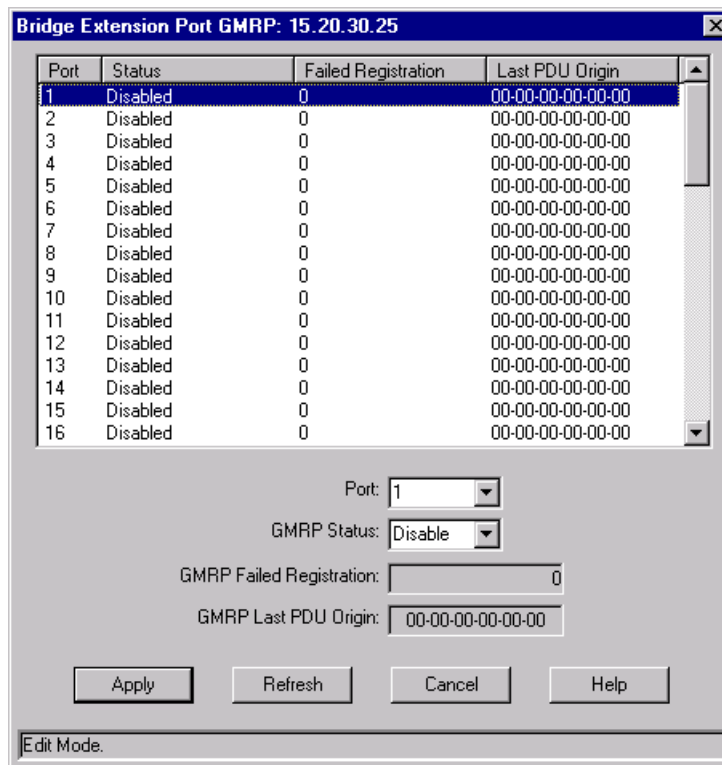 Bridge Extension Port GMRP: 15.20.30.25
Port Status Failed Registration Last PDU Origin
1 Disabled 0 00-00-00-00-00-00
2 Disabled 0 00-00-00-00-00-00
3 Disabled 0 00-00-00-00-00-00
4 Disabled 0 00-00-00-00-00-00
5 Disabled 0 00-00-00-00-00-00
6 Disabled 0 00-00-00-00-00-00
7 Disabled 0 00-00-00-00-00-00
8 Disabled 0 00-00-00-00-00-00
9 Disabled 0 00-00-00-00-00-00
10 Disabled 0 00-00-00-00-00-00
11 Disabled 0 00-00-00-00-00-00
12 Disabled 0 00-00-00-00-00-00
13 Disabled 0 00-00-00-00-00-00
14 Disabled 0 00-00-00-00-00-00
15 Disabled 0 00-00-00-00-00-00
16 Disabled 0 00-00-00-00-00-00
Port: 1
GMRP Status: Disable
GMRP Failed Registration: 0
GMRP Last PDU Origin: 00-00-00-00-00-00
Apply Refresh Cancel Help
Edit Mode.